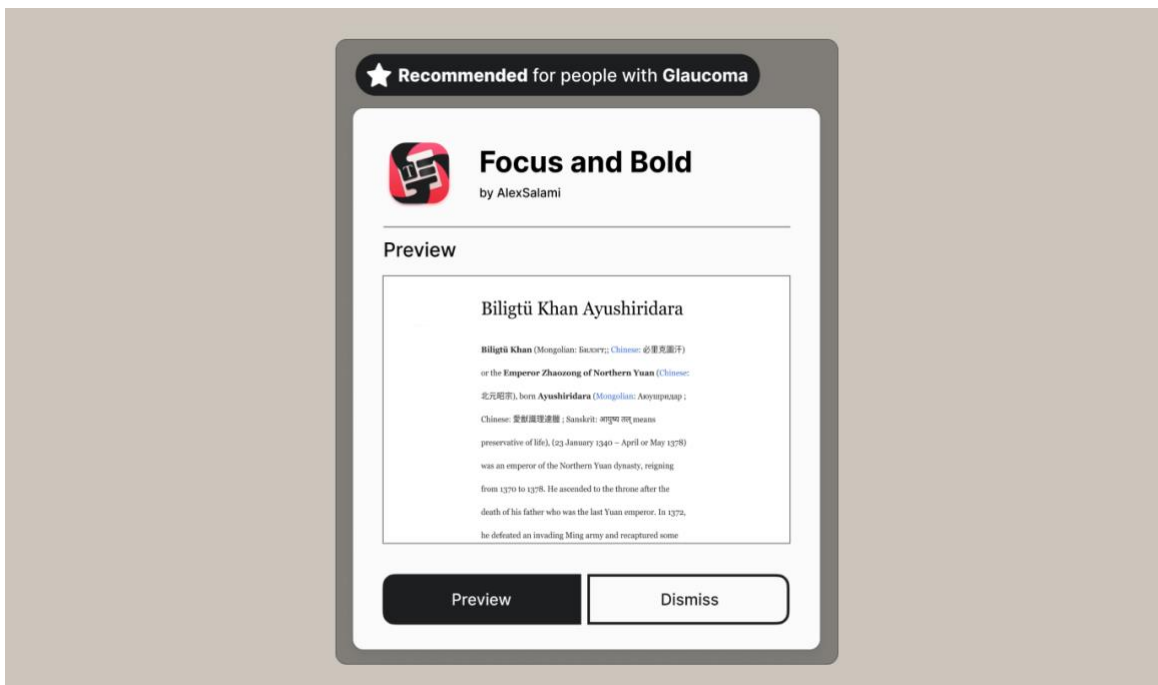 Recommended for people with Glaucoma
Focus and Bold
by AlexSalami
Preview
Biligtü Khan Ayushiridara
Biligtü Khan (Mongolian: Билэгт;; Chinese: 必里克圖汗)
or the Emperor Zhaozong of Northern Yuan (Chinese:
北元昭宗), born Ayushiridara (Mongolian: Аюушридар ;
Chinese: 愛猷識理達臘 ; Sanskrit: आयुष्य तल् means
preservative of life), (23 January 1340 – April or May 1378)
was an emperor of the Northern Yuan dynasty, reigning
from 1370 to 1378. He ascended to the throne after the
death of his father who was the last Yuan emperor. In 1372,
he defeated an invading Ming army and recaptured some
Preview
Dismiss